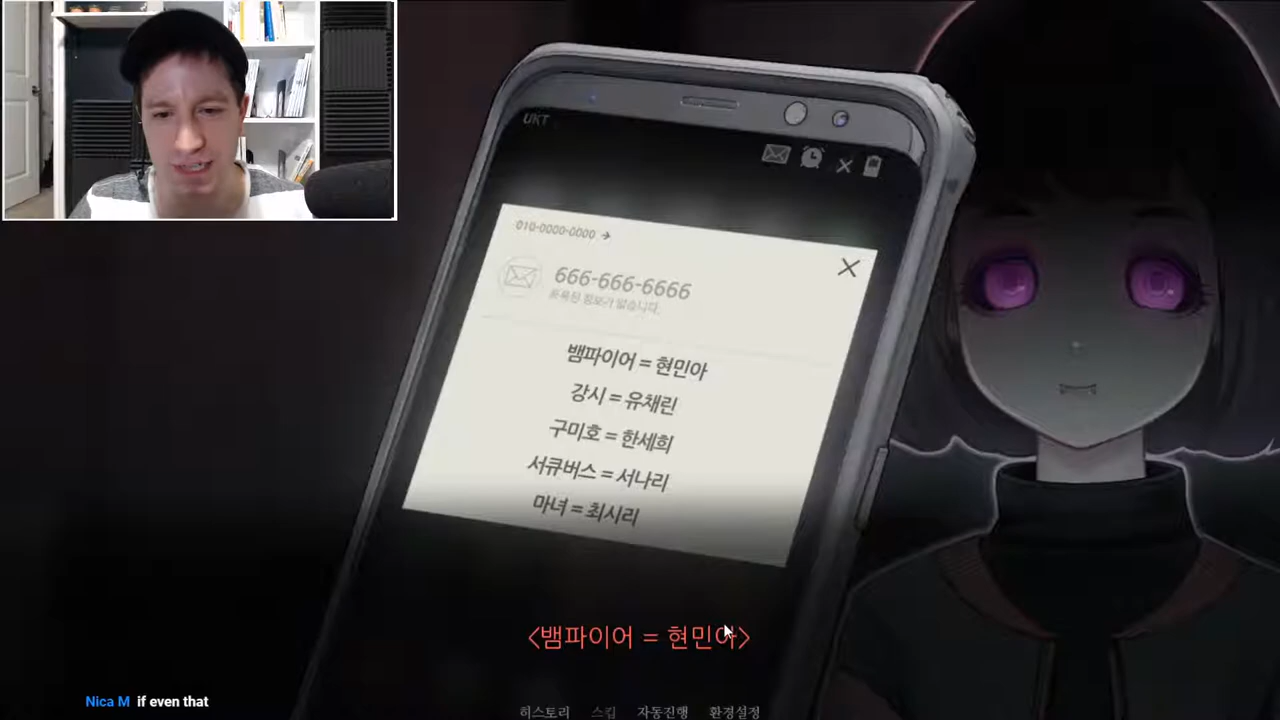 UKT
010-0000-0000 →
666-666-6666
등록된 정보가 없습니다.
뱀파이어 = 현민아
강시 = 유채린
구미호 = 한세희
서큐버스 = 서나리
마녀 = 최시리
<뱀파이어 = 현민아>
Nica M if even that
히스토리 스킵 자동진행 환경설정